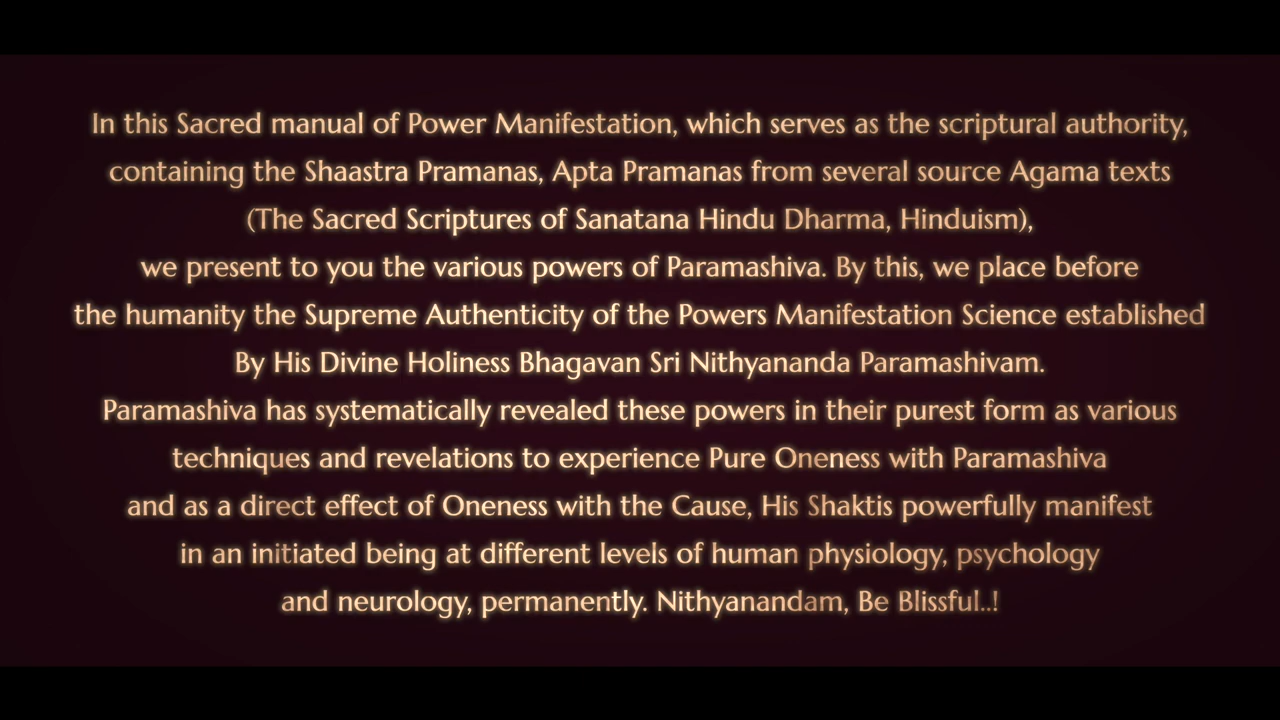 In this Sacred manual of Power Manifestation, which serves as the scriptural authority,
containing the Shaastra Pramanas, Apta Pramanas from several source Agama texts
(The Sacred Scriptures of Sanatana Hindu Dharma, Hinduism),
we present to you the various powers of Paramashiva. By this, we place before
the humanity the Supreme Authenticity of the Powers Manifestation Science established
By His Divine Holiness Bhagavan Sri Nithyananda Paramashivam.
Paramashiva has systematically revealed these powers in their purest form as various
techniques and revelations to experience Pure Oneness with Paramashiva
and as a direct effect of Oneness with the Cause, His Shaktis powerfully manifest
in an initiated being at different levels of human physiology, psychology
and neurology, permanently. Nithyanandam, Be Blissful..!